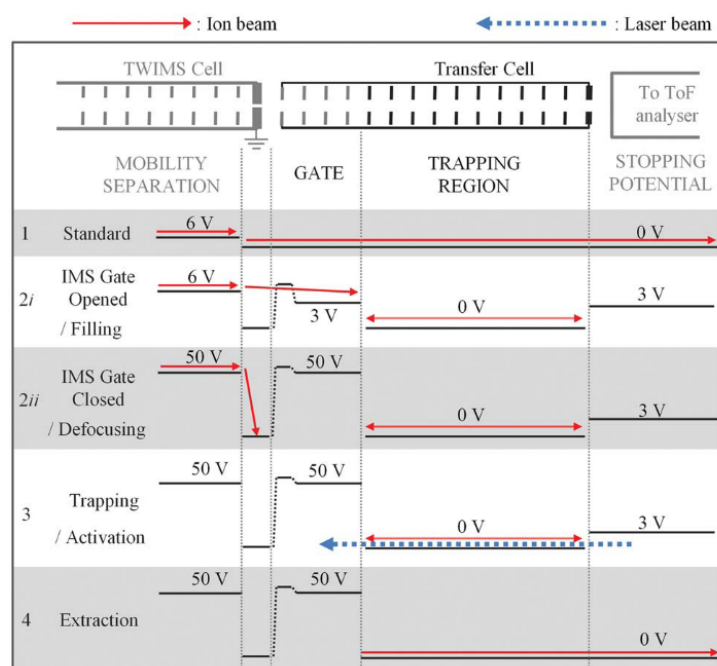 : Ion beam : Laser beam
TWIMS Cell Transfer Cell
To ToF
analyser
MOBILITY
SEPARATION
GATE
TRAPPING
REGION
STOPPING
POTENTIAL
1 Standard 6 V 0 V
2i
IMS Gate
Opened
/ Filling
6 V 3 V 0 V 3 V
2ii
IMS Gate
Closed
/ Defocusing
50 V 50 V 0 V 3 V
3
Trapping
/ Activation
50 V 50 V 0 V 3 V
4 Extraction 50 V 50 V 0 V